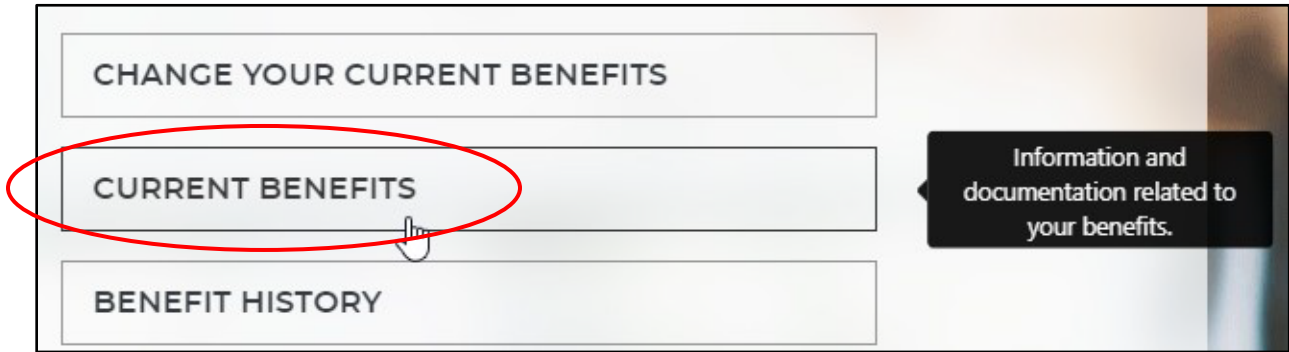 CHANGE YOUR CURRENT BENEFITS
CURRENT BENEFITS
Information and
documentation related to
your benefits.
BENEFIT HISTORY